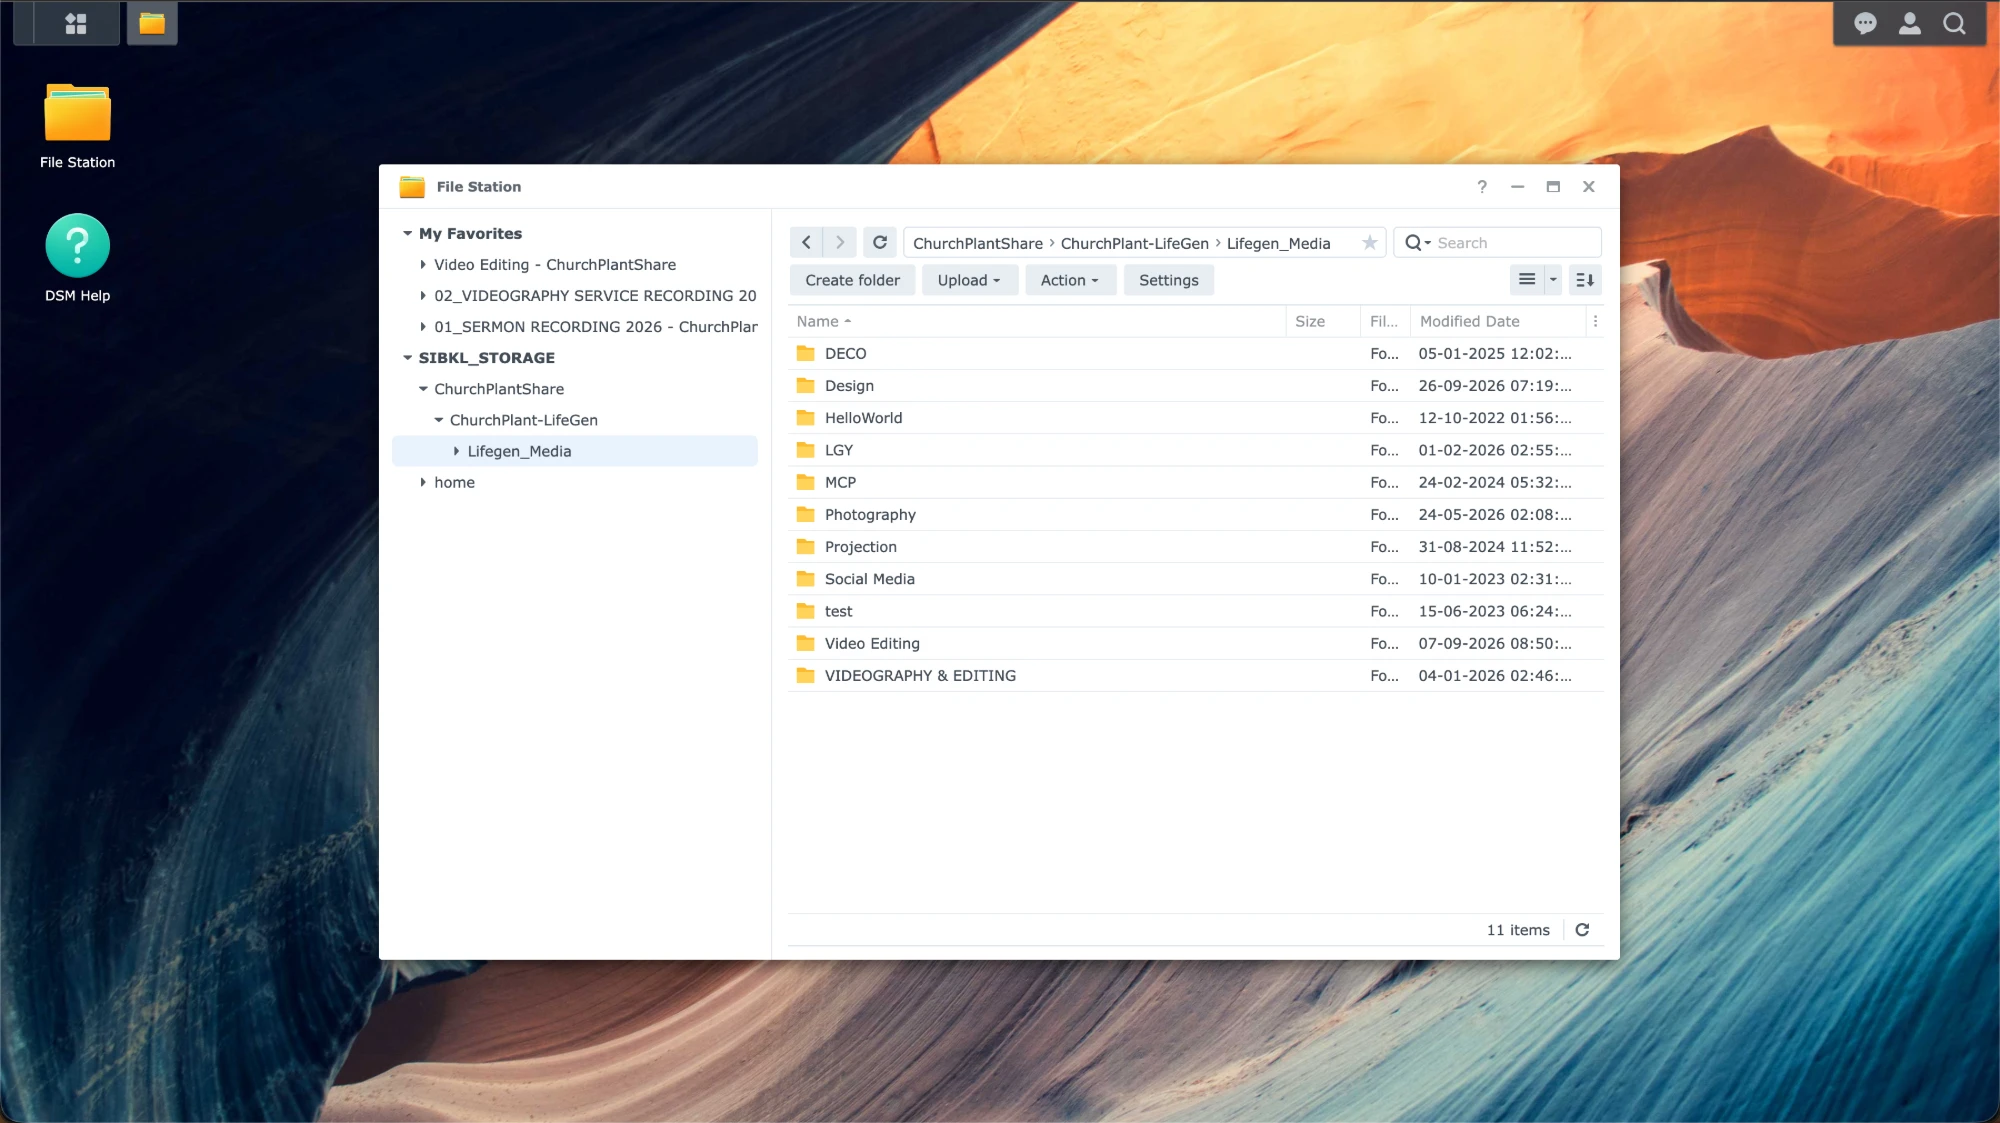 File Station
DSM Help
File Station
?
My Favorites
Video Editing - ChurchPlantShare
02_VIDEOGRAPHY SERVICE RECORDING 20
01_SERMON RECORDING 2026 - ChurchPlar
SIBKL_STORAGE
ChurchPlantShare
ChurchPlant-LifeGen
Lifegen_Media
home
ChurchPlantShare › ChurchPlant-LifeGen › Lifegen_Media
Search
Create folder Upload Action Settings
Name Size Fil... Modified Date
DECO Fo... 05-01-2025 12:02:...
Design Fo... 26-09-2026 07:19:...
HelloWorld Fo... 12-10-2022 01:56:...
LGY Fo... 01-02-2026 02:55:...
MCP Fo... 24-02-2024 05:32:...
Photography Fo... 24-05-2026 02:08:...
Projection Fo... 31-08-2024 11:52:...
Social Media Fo... 10-01-2023 02:31:...
test Fo... 15-06-2023 06:24:...
Video Editing Fo... 07-09-2026 08:50:...
VIDEOGRAPHY & EDITING Fo... 04-01-2026 02:46:...
11 items